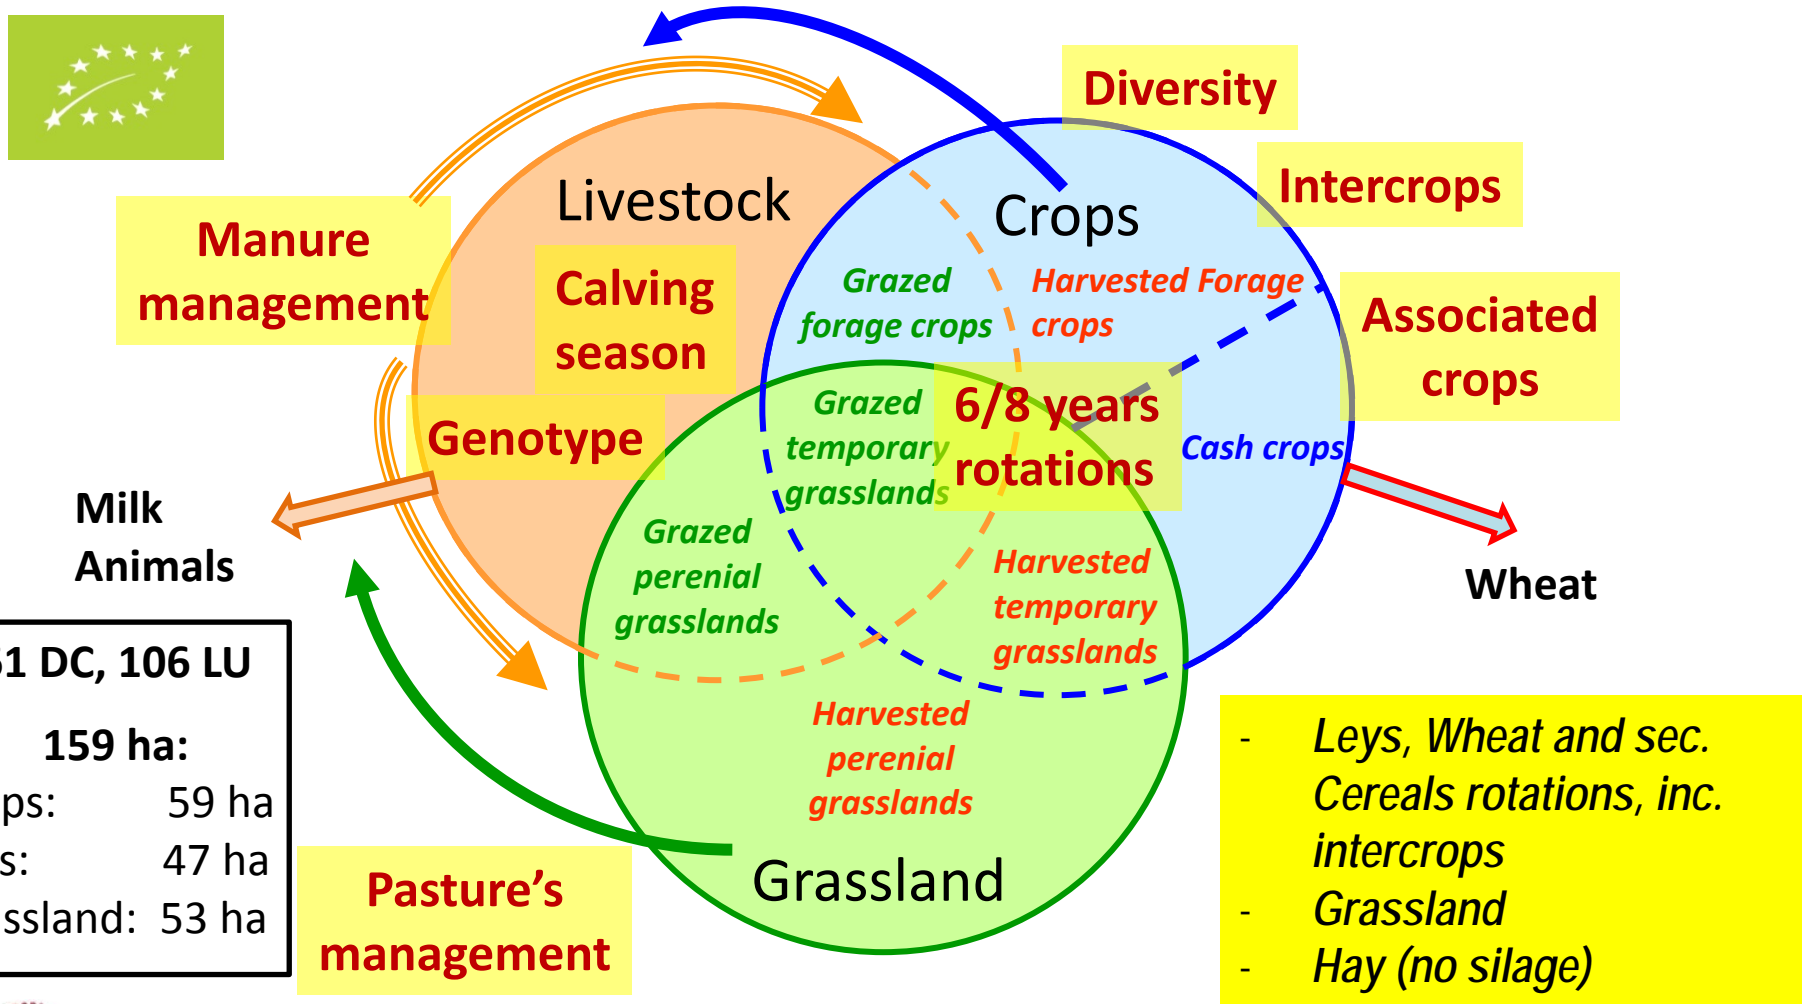 Diversity
Intercrops
Livestock
Crops
Manure
management
Calving
season
Grazed
forage crops
Harvested Forage
crops
Associated
crops
Genotype
Grazed
temporary
grasslands
6/8 years
rotations
Cash crops
Milk
Animals
Grazed
perenial
grasslands
Harvested
temporary
grasslands
Wheat
1 DC, 106 LU
159 ha:
ps: 59 ha
s: 47 ha
ssland: 53 ha
Harvested
perenial
grasslands
Grassland
Pasture’s
management
- Leys, Wheat and sec.
Cereals rotations, inc.
intercrops
- Grassland
- Hay (no silage)